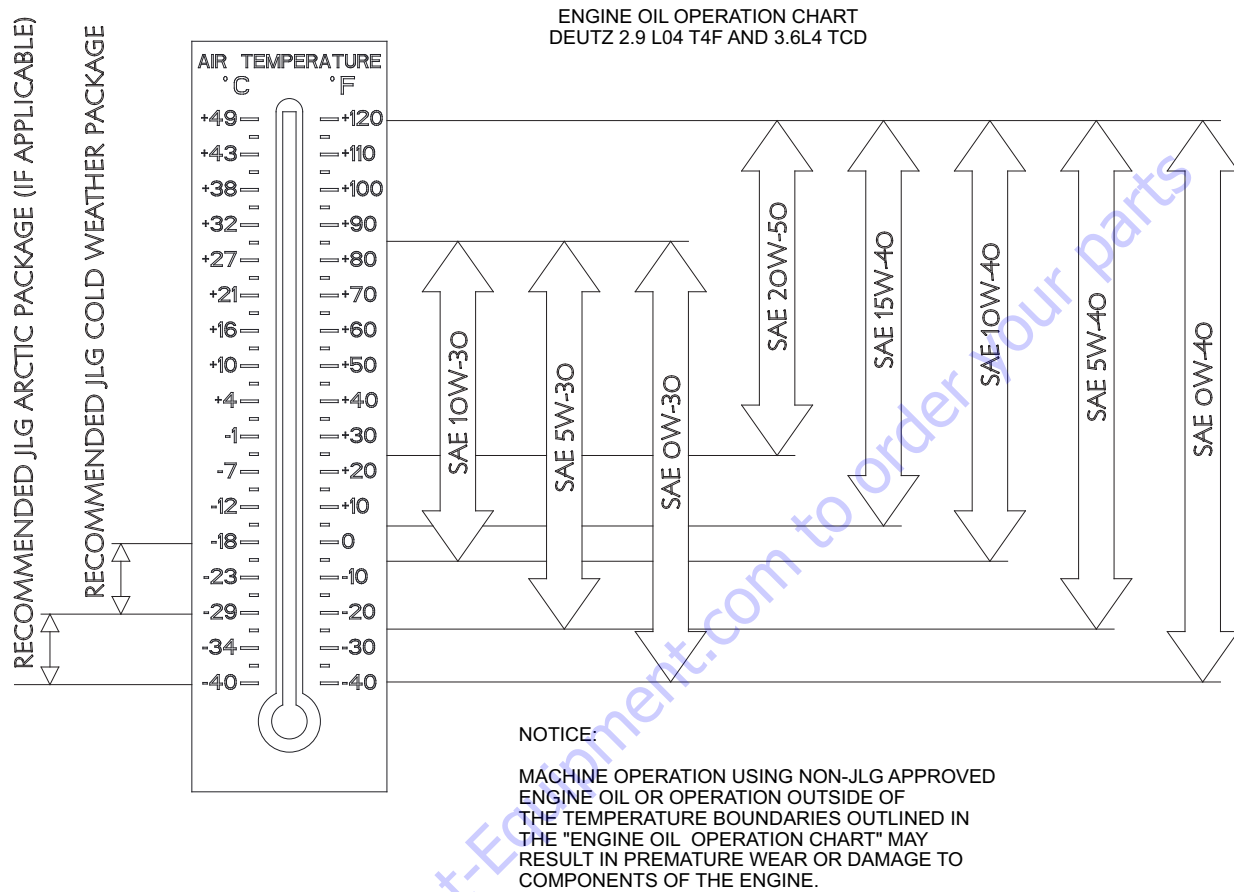 ENGINE OIL OPERATION CHART
DEUTZ 2.9 L04 T4F AND 3.6L4 TCD
RECOMMENDED JLG ARCTIC PACKAGE (IF APPLICABLE)
RECOMMENDED JLG COLD WEATHER PACKAGE
AIR TEMPERATURE
°C °F
+49 +120
+43 +110
+38 +100
+32 +90
+27 +80
+21 +70
+16 +60
+10 +50
+4 +40
-1 +30
-7 +20
-12 +10
-18 0
-23 -10
-29 -20
-34 -30
-40 -40
SAE 10W-30
SAE 5W-30
SAE 0W-30
SAE 20W-50
SAE 15W-40
SAE 10W-40
SAE 5W-40
SAE 0W-40
NOTICE:
MACHINE OPERATION USING NON-JLG APPROVED
ENGINE OIL OR OPERATION OUTSIDE OF
THE TEMPERATURE BOUNDARIES OUTLINED IN
THE "ENGINE OIL OPERATION CHART" MAY
RESULT IN PREMATURE WEAR OR DAMAGE TO
COMPONENTS OF THE ENGINE.
t-Equipment.com to order your parts